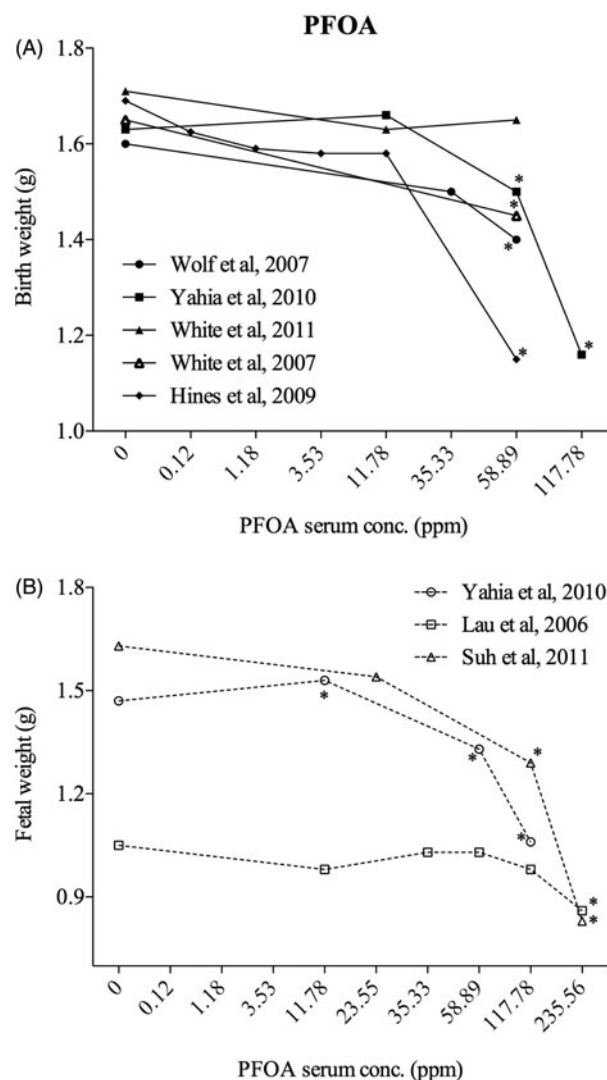 PFOA
(A)
1.8
1.6
1.4
1.2
1.0
Birth weight (g)
*
*
*
*
*
Wolf et al, 2007
Yahia et al, 2010
White et al, 2011
White et al, 2007
Hines et al, 2009
0 0.12 1.18 3.53 11.78 35.33 58.89 117.78
PFOA serum conc. (ppm)
(B)
1.8
1.5
1.2
0.9
Fetal weight (g)
Yahia et al, 2010
Lau et al, 2006
Suh et al, 2011
*
*
*
*
*
*
0 0.12 1.18 3.53 11.78 23.55 35.33 58.89 117.78 235.56
PFOA serum conc. (ppm)